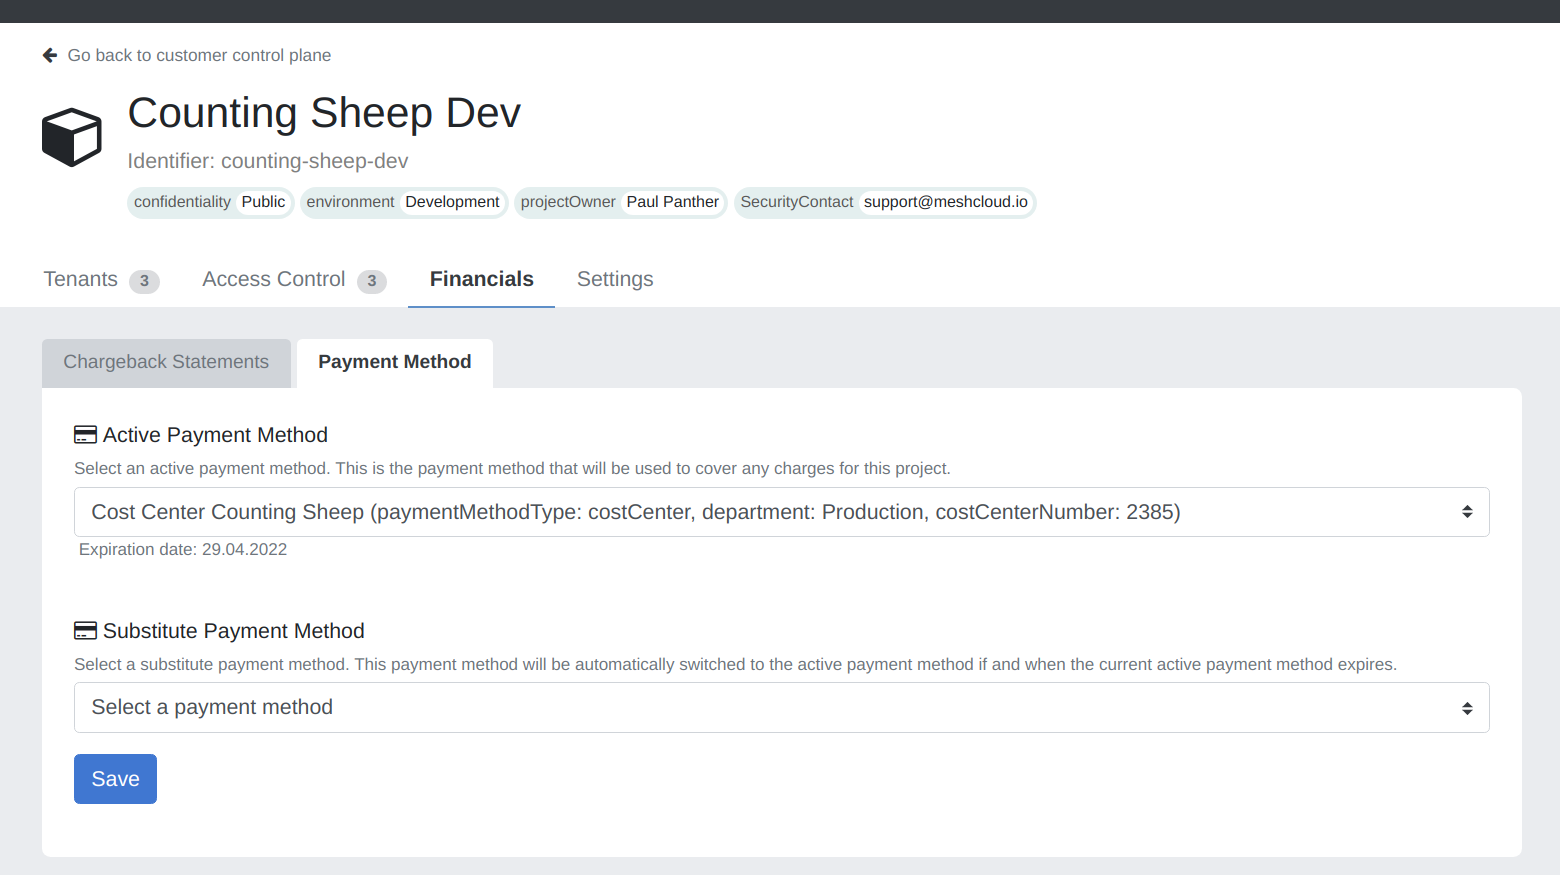 Go back to customer control plane
Counting Sheep Dev
Identifier: counting-sheep-dev
confidentiality Public environment Development projectOwner Paul Panther SecurityContact support@meshcloud.io
Tenants 3 Access Control 3 Financials Settings
Chargeback Statements Payment Method
Active Payment Method
Select an active payment method. This is the payment method that will be used to cover any charges for this project.
Cost Center Counting Sheep (paymentMethodType: costCenter, department: Production, costCenterNumber: 2385)
Expiration date: 29.04.2022
Substitute Payment Method
Select a substitute payment method. This payment method will be automatically switched to the active payment method if and when the current active payment method expires.
Select a payment method
Save